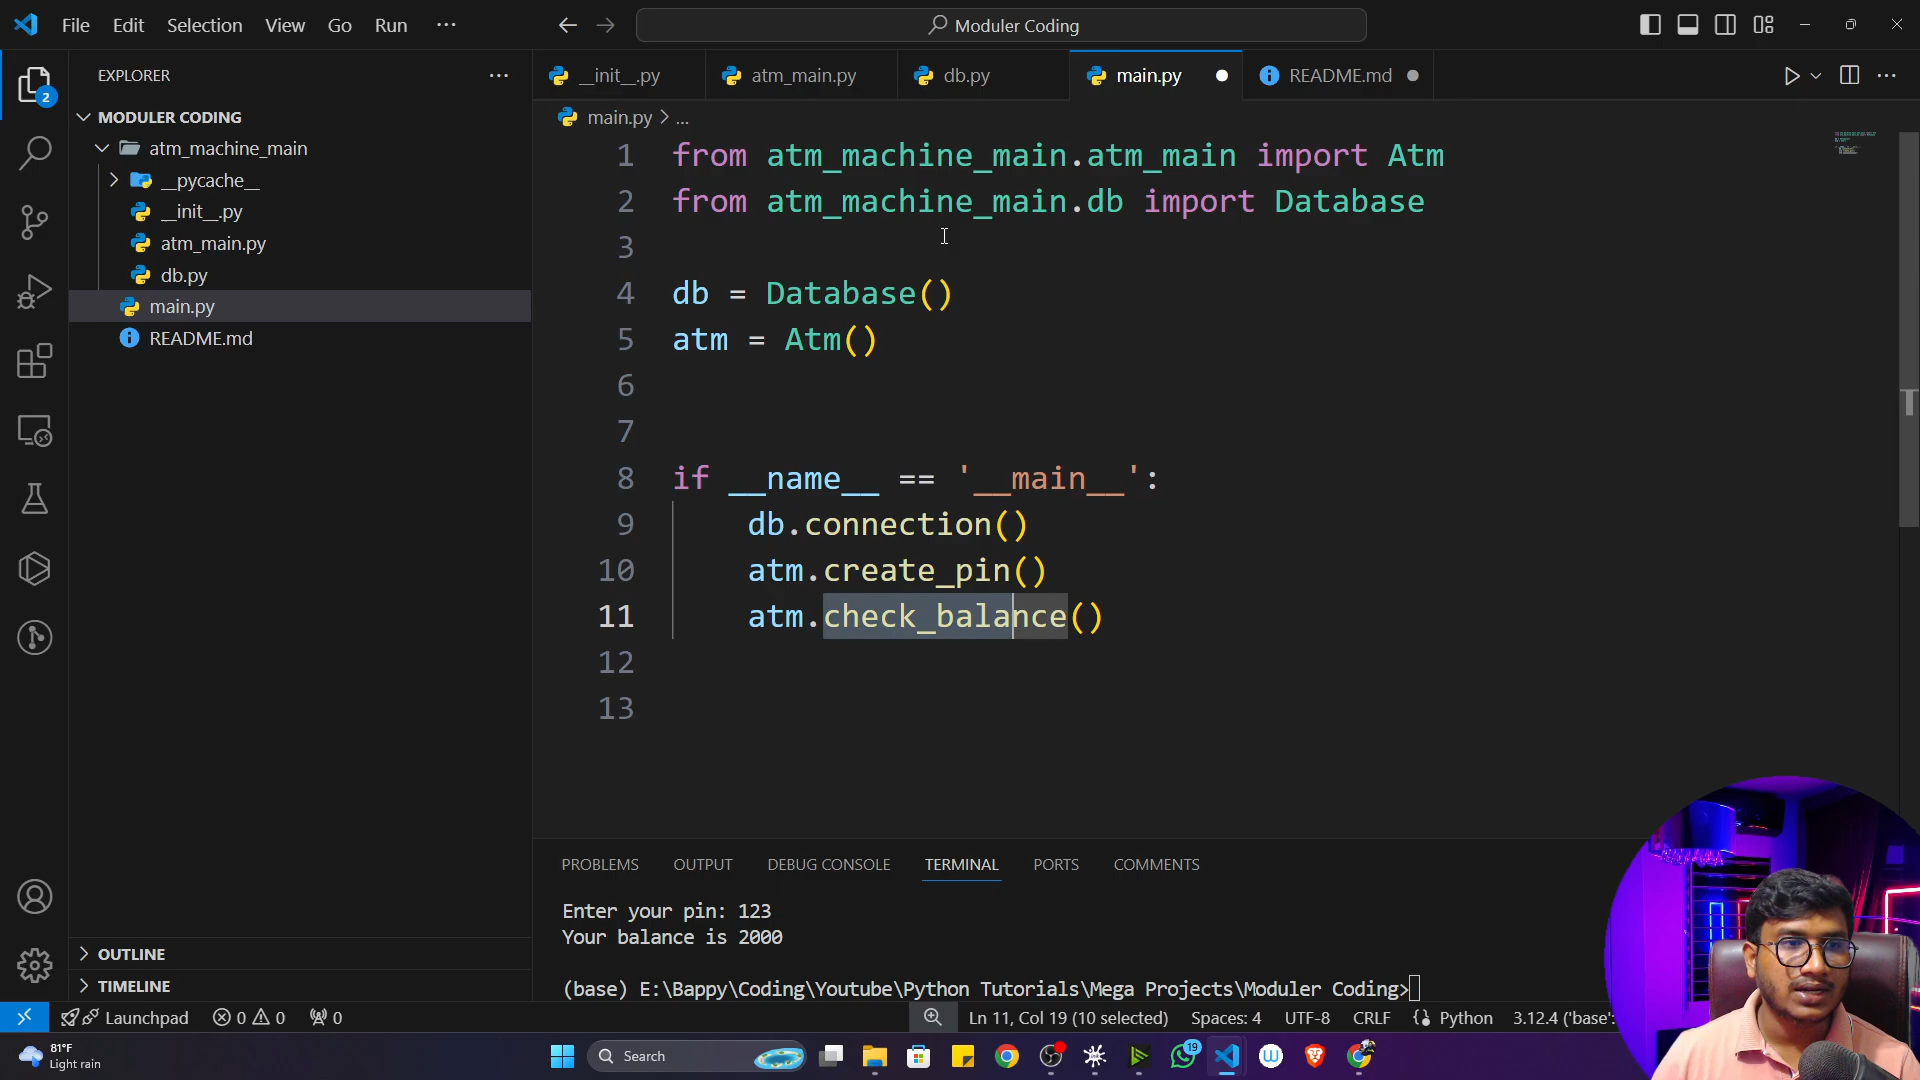 File Edit Selection View Go Run ···
Moduler Coding
EXPLORER
MODULER CODING
atm_machine_main
__pycache__
__init__.py
atm_main.py
db.py
main.py
README.md
OUTLINE
TIMELINE
2
__init__.py atm_main.py db.py main.py README.md
main.py > ...
1 from atm_machine_main.atm_main import Atm
2 from atm_machine_main.db import Database
3
4 db = Database()
5 atm = Atm()
6
7
8 if __name__ == '__main__':
9 db.connection()
10 atm.create_pin()
11 atm.check_balance()
12
13
PROBLEMS OUTPUT DEBUG CONSOLE TERMINAL PORTS COMMENTS
Enter your pin: 123
Your balance is 2000
(base) E:\Bappy\Coding\Youtube\Python Tutorials\Mega Projects\Moduler Coding>
Launchpad 0 0 0 Ln 11, Col 19 (10 selected) Spaces: 4 UTF-8 CRLF Python 3.12.4 ('base':
81°F
Light rain
Search
19